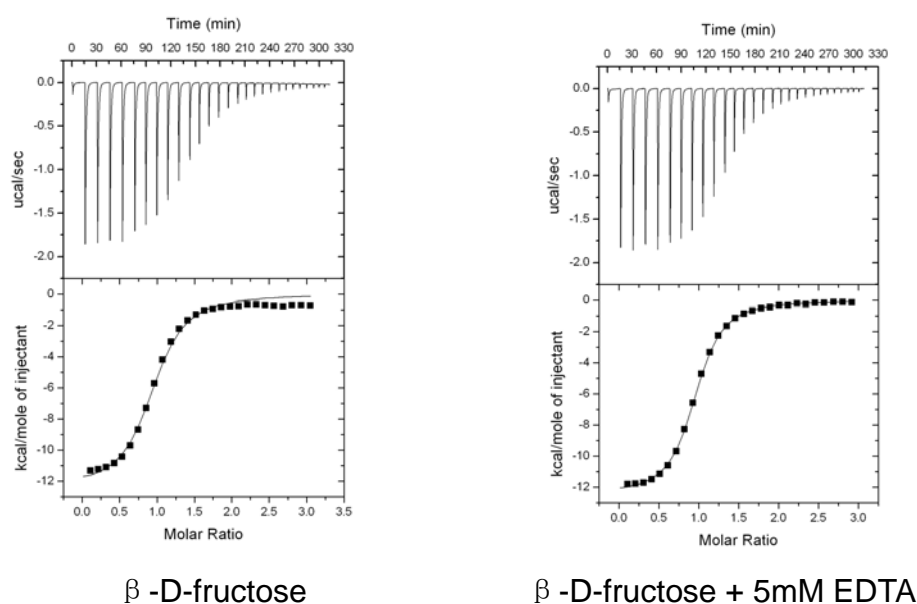 Time (min)
0 30 60 90 120 150 180 210 240 270 300 330
0.0
-0.5
-1.0
-1.5
-2.0
ucal/sec
0
-2
-4
-6
-8
-10
-12
kcal/mole of injectant
0.0 0.5 1.0 1.5 2.0 2.5 3.0 3.5
Molar Ratio
β -D-fructose
Time (min)
0 30 60 90 120 150 180 210 240 270 300 330
0.0
-0.5
-1.0
-1.5
-2.0
ucal/sec
0
-2
-4
-6
-8
-10
-12
kcal/mole of injectant
0.0 0.5 1.0 1.5 2.0 2.5 3.0
Molar Ratio
β -D-fructose + 5mM EDTA